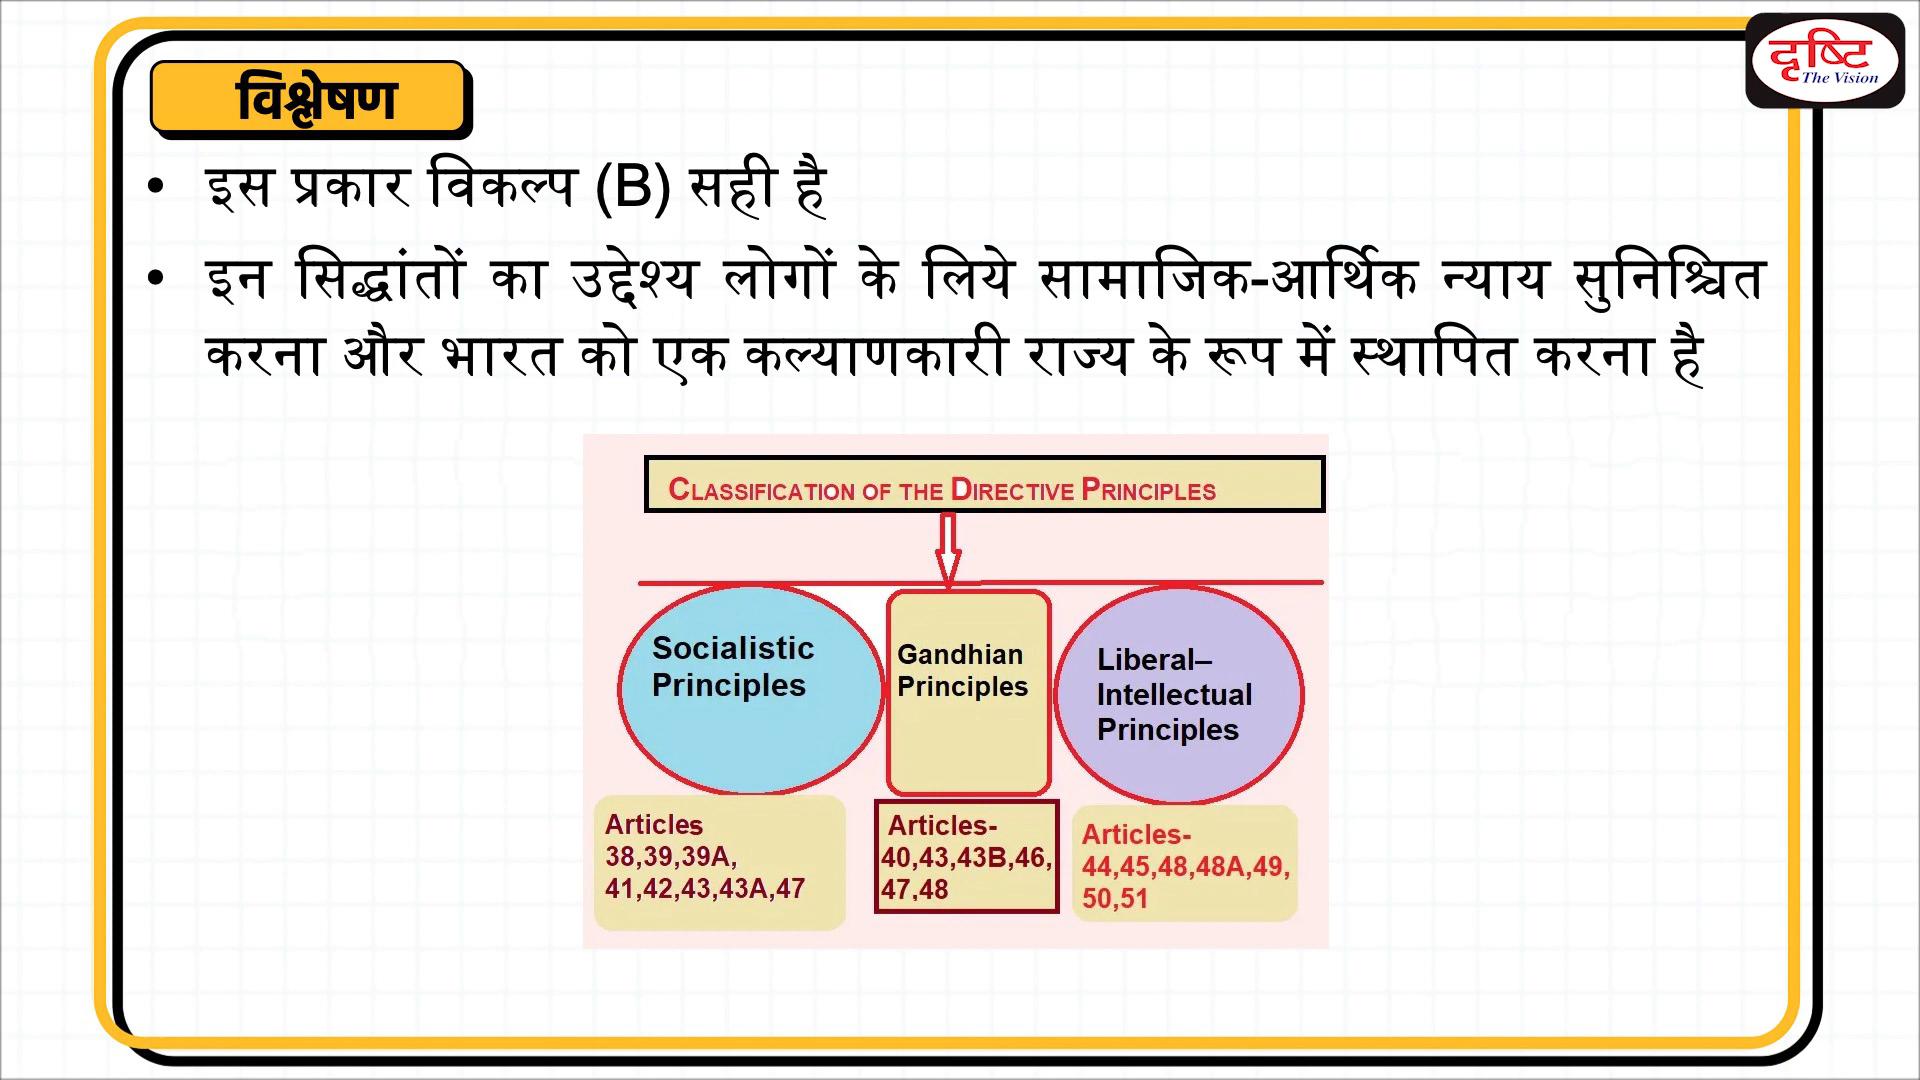 दृष्टि
The Vision
विश्लेषण
• इस प्रकार विकल्प (B) सही है
• इन सिद्धांतों का उद्देश्य लोगों के लिये सामाजिक-आर्थिक न्याय सुनिश्चित
करना और भारत को एक कल्याणकारी राज्य के रूप में स्थापित करना है
CLASSIFICATION OF THE DIRECTIVE PRINCIPLES
Socialistic
Principles
Gandhian
Principles
Liberal–
Intellectual
Principles
Articles
38,39,39A,
41,42,43,43A,47
Articles-
40,43,43B,46,
47,48
Articles-
44,45,48,48A,49,
50,51